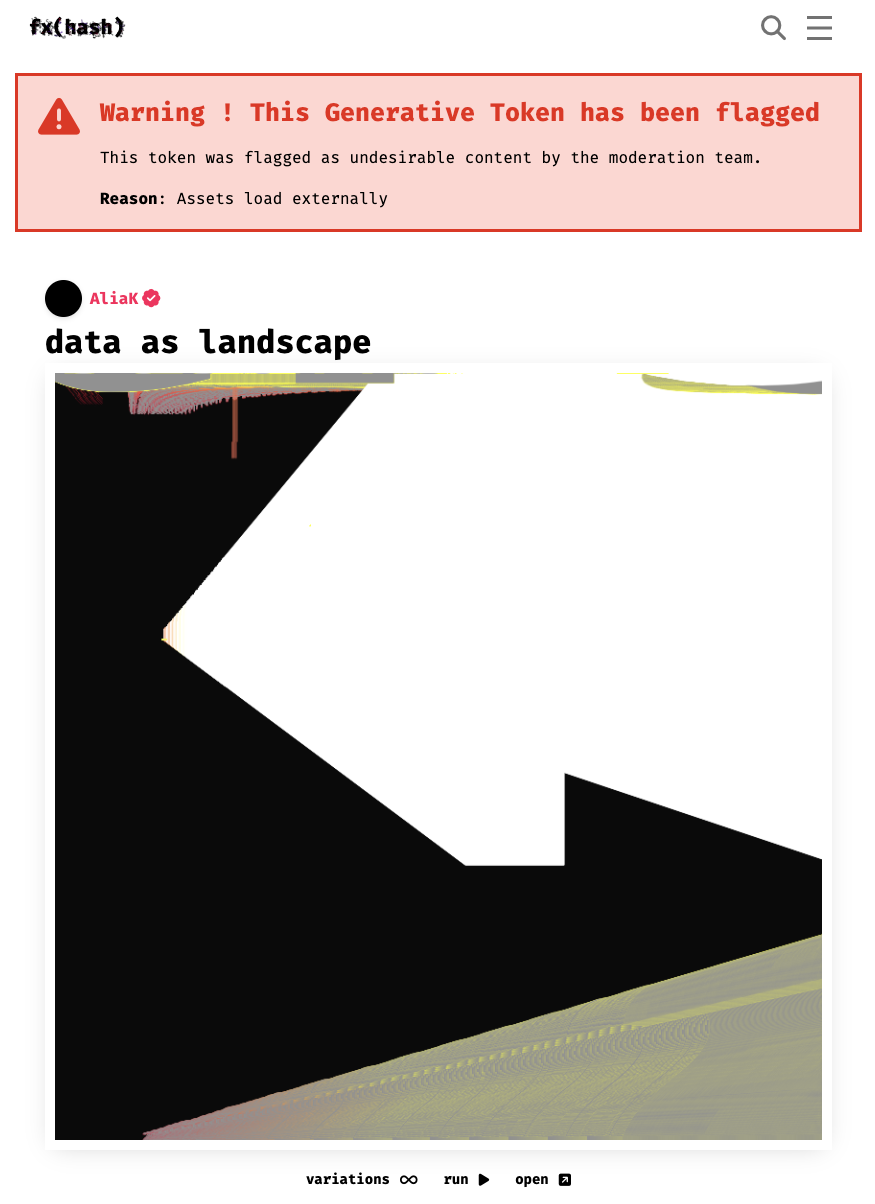 fx(hash)
Warning ! This Generative Token has been flagged
This token was flagged as undesirable content by the moderation team.
Reason: Assets load externally
AliaK
data as landscape
variations run open